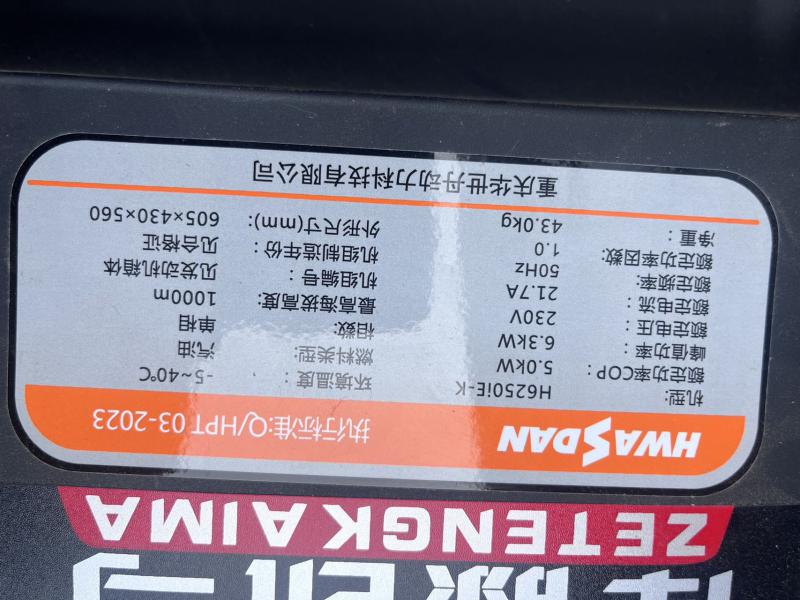 ZETENGKAIMA
HWASDAN 执行标准:Q/HPT 03-2023
机型: H6250iE-K 环境温度: -5~40℃
额定功率COP: 5.0kW 燃料类型: 汽油
峰值功率: 6.3kW 相数: 单相
额定电压: 230V 最高海拔高度: 1000m
额定电流: 21.7A 机组编号: 见发动机箱体
额定频率: 50Hz 机组制造年份: 见合格证
额定功率因数: 1.0 外形尺寸(mm): 605×430×560
净重: 43.0kg
重庆华世丹动力科技有限公司